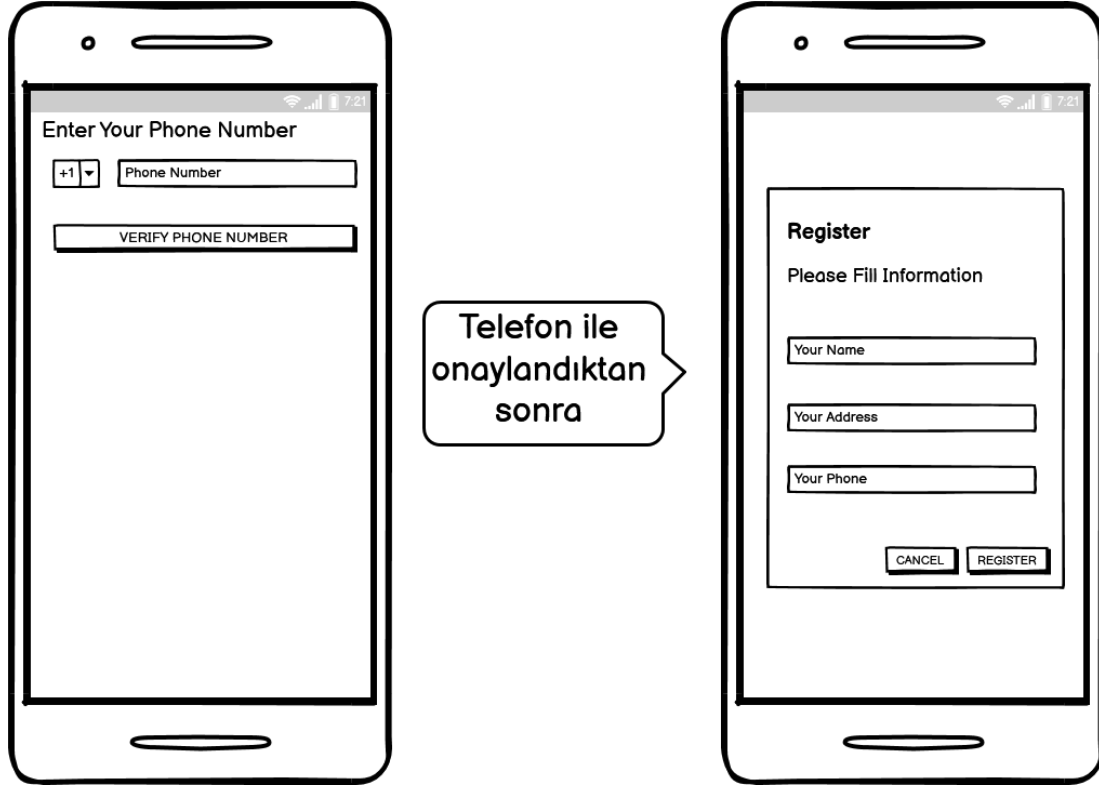 7:21
Enter Your Phone Number
+1
Phone Number
VERIFY PHONE NUMBER
Telefon ile
onaylandıktan
sonra
7:21
Register
Please Fill Information
Your Name
Your Address
Your Phone
CANCEL
REGISTER